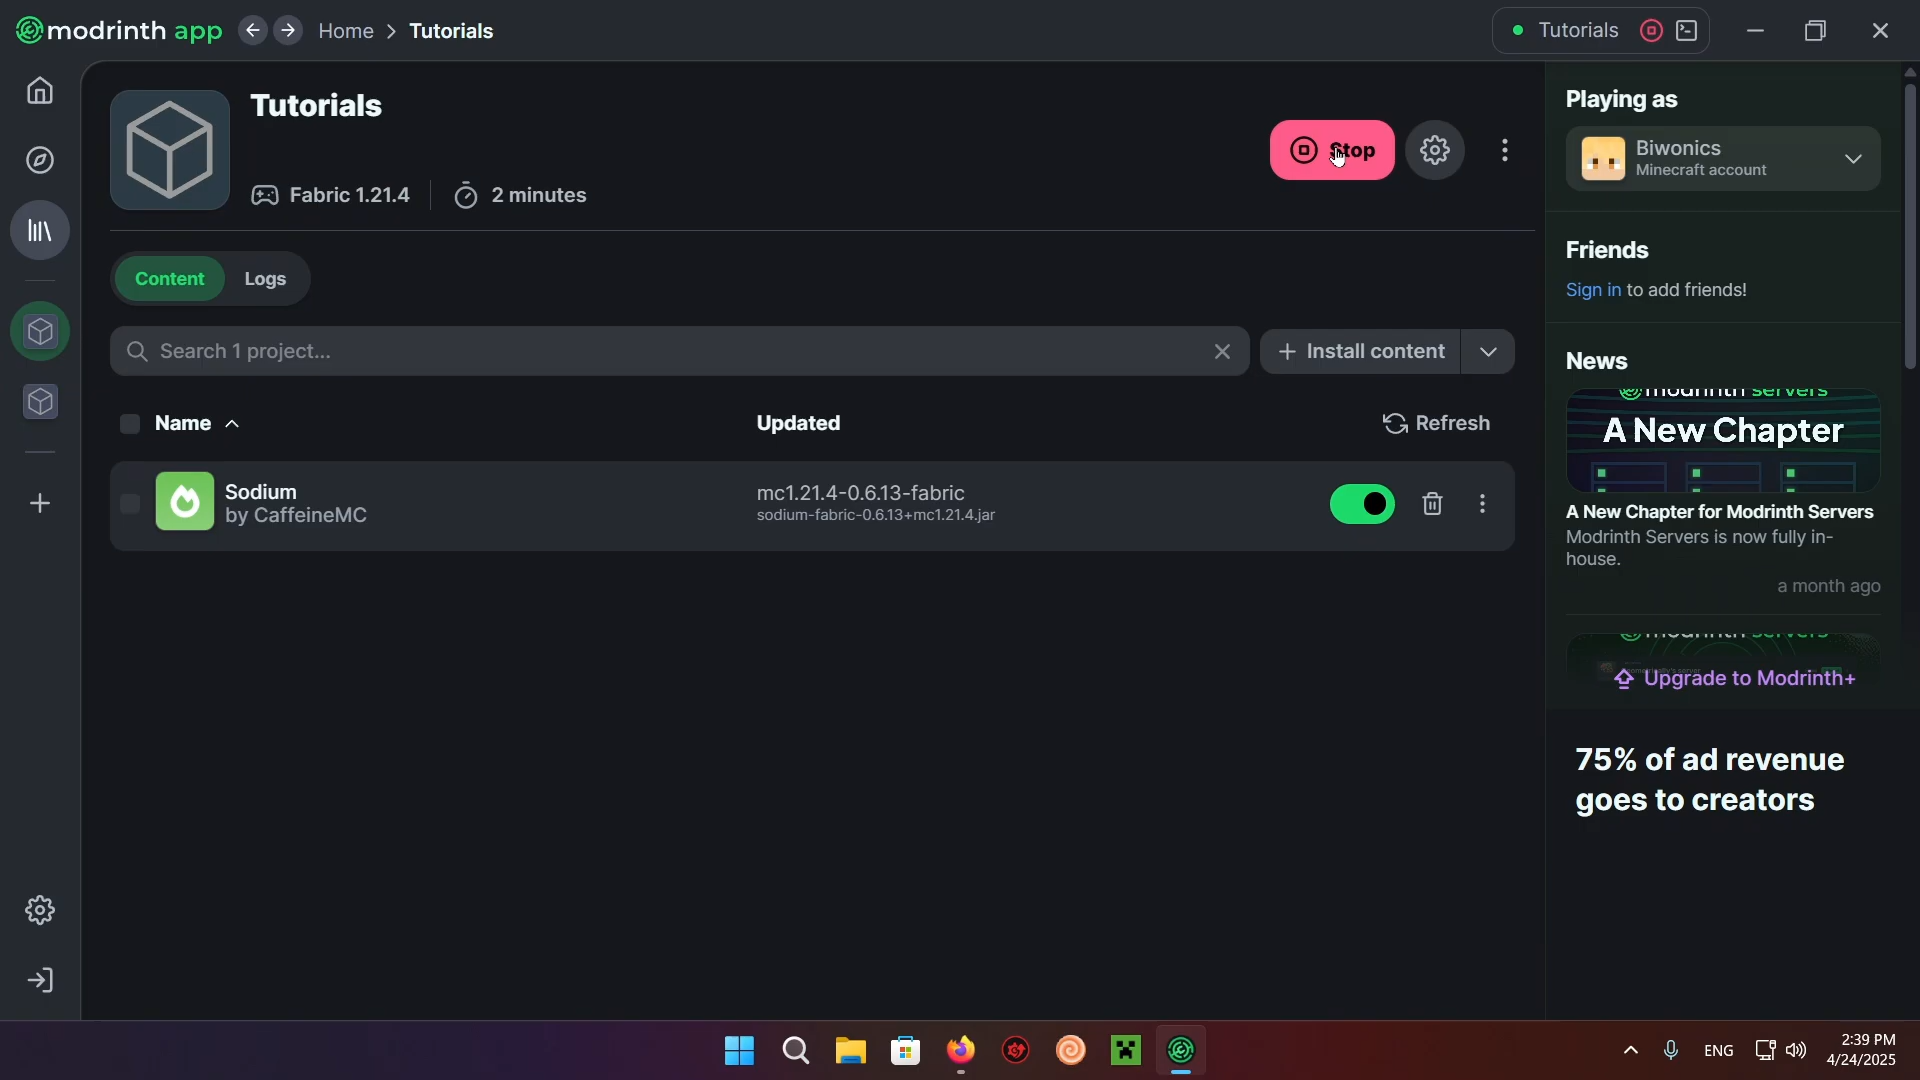 modrinth app
Home > Tutorials
Tutorials
Tutorials
Fabric 1.21.4
2 minutes
Stop
Content
Logs
Search 1 project...
+ Install content
Name
Updated
Refresh
Sodium
by CaffeineMC
mc1.21.4-0.6.13-fabric
sodium-fabric-0.6.13+mc1.21.4.jar
Playing as
Biwonics
Minecraft account
Friends
Sign in to add friends!
News
modrinth servers
A New Chapter
A New Chapter for Modrinth Servers
Modrinth Servers is now fully in-
house.
a month ago
modrinth servers
Upgrade to Modrinth+
75% of ad revenue
goes to creators
ENG
2:39 PM
4/24/2025